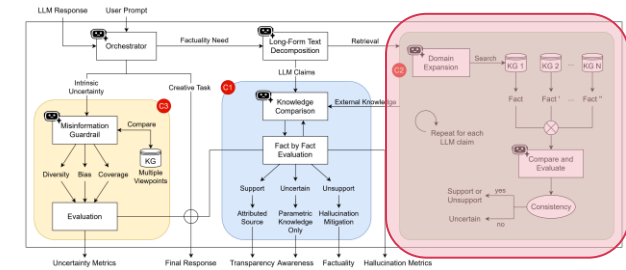 LLM Response
User Prompt
Orchestrator
Factuality Need
Long-Form Text
Decomposition
Retrieval
Domain
Expansion
Search
KG 1
KG 2
...
KG N
C2
Fact
Fact '
...
Fact "
Repeat for each
LLM claim
Compare and
Evaluate
Support or
Unsupport
yes
Consistency
Uncertain
no
LLM Claims
Intrinsic
Uncertainty
Creative Task
C3
C1
Misinformation
Guardrail
Compare
KG
Multiple
Viewpoints
Diversity
Bias
Coverage
Evaluation
Knowledge
Comparison
External Knowledge
Fact by Fact
Evaluation
Support
Uncertain
Unsupport
Attributed
Source
Parametric
Knowledge
Only
Hallucination
Mitigation
Uncertainty Metrics
Final Response
Transparency
Awareness
Factuality
Hallucination Metrics